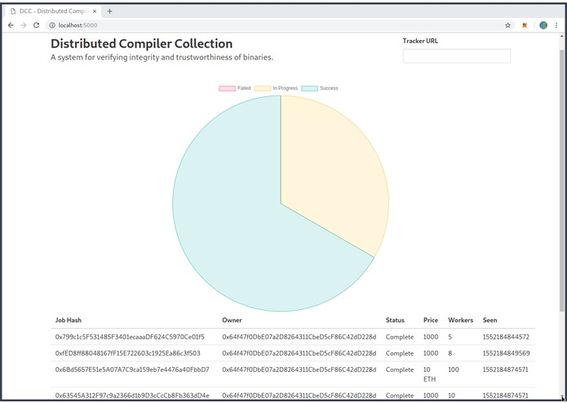 DCC - Distributed Comp
localhost:5000
Distributed Compiler Collection
A system for verifying integrity and trustworthiness of binaries.
Tracker URL
Failed In Progress Success
Job Hash Owner Status Price Workers Seen
0x799c1c5F531485F3401ecaaaDF624C5970Ce01f5 0x64f47f0DbE07a2D8264311CbeD5cF86C42dD228d Complete 1000 5 1552184844572
0xfED8ff88048167fF15E722603c1925Ea86c3f503 0x64f47f0DbE07a2D8264311CbeD5cF86C42dD228d Complete 1000 8 1552184849569
0x6Bd5657E51e5A07A7C9ca159eb7e4476a40FbbD7 0x64f47f0DbE07a2D8264311CbeD5cF86C42dD228d Complete 10 ETH 100 1552184874571
0x63545A312F97c9a2366d1b9D3cCcCb8Fb363dD4e 0x64f47f0DbE07a2D8264311CbeD5cF86C42dD228d Complete 1000 10 1552184874571